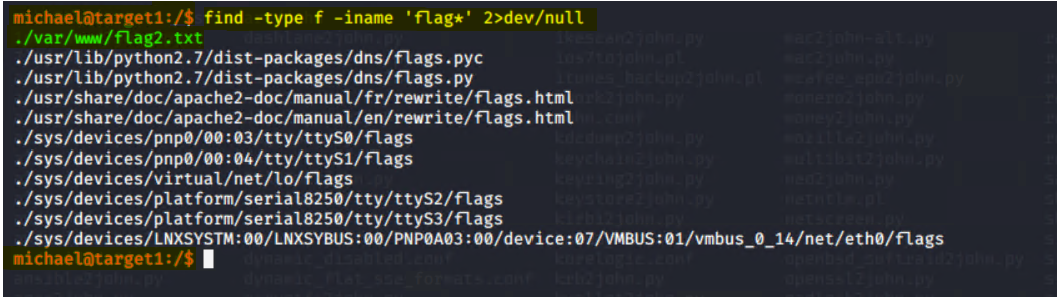 michael@target1:/$ find -type f -iname 'flag*' 2>dev/null
./var/www/flag2.txt
./usr/lib/python2.7/dist-packages/dns/flags.pyc
./usr/lib/python2.7/dist-packages/dns/flags.py
./usr/share/doc/apache2-doc/manual/fr/rewrite/flags.html
./usr/share/doc/apache2-doc/manual/en/rewrite/flags.html
./sys/devices/pnp0/00:03/tty/ttyS0/flags
./sys/devices/pnp0/00:04/tty/ttyS1/flags
./sys/devices/virtual/net/lo/flags
./sys/devices/platform/serial8250/tty/ttyS2/flags
./sys/devices/platform/serial8250/tty/ttyS3/flags
./sys/devices/LNXSYSTM:00/LNXSYBUS:00/PNP0A03:00/device:07/VMBUS:01/vmbus_0_14/net/eth0/flags
michael@target1:/$